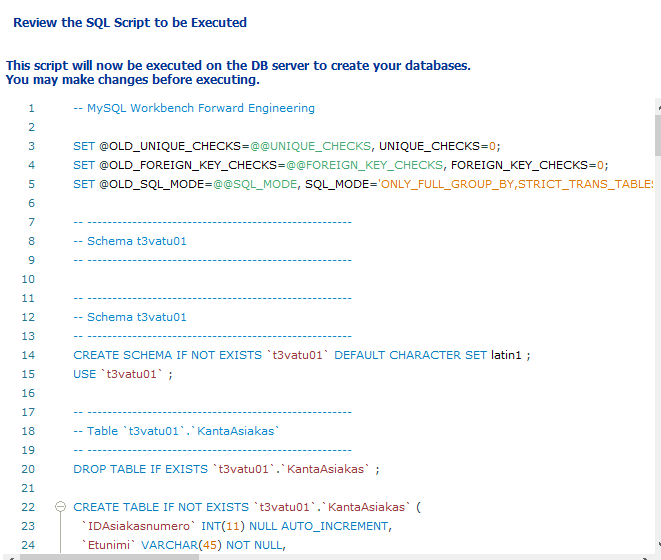 Review the SQL Script to be Executed
This script will now be executed on the DB server to create your databases.
You may make changes before executing.
1 -- MySQL Workbench Forward Engineering
2
3 SET @OLD_UNIQUE_CHECKS=@@UNIQUE_CHECKS, UNIQUE_CHECKS=0;
4 SET @OLD_FOREIGN_KEY_CHECKS=@@FOREIGN_KEY_CHECKS, FOREIGN_KEY_CHECKS=0;
5 SET @OLD_SQL_MODE=@@SQL_MODE, SQL_MODE='ONLY_FULL_GROUP_BY,STRICT_TRANS_TABLES
6
7 -- -----------------------------------------------------
8 -- Schema t3vatu01
9 -- -----------------------------------------------------
10
11 -- -----------------------------------------------------
12 -- Schema t3vatu01
13 -- -----------------------------------------------------
14 CREATE SCHEMA IF NOT EXISTS `t3vatu01` DEFAULT CHARACTER SET latin1 ;
15 USE `t3vatu01` ;
16
17 -- -----------------------------------------------------
18 -- Table `t3vatu01`.`KantaAsiakas`
19 -- -----------------------------------------------------
20 DROP TABLE IF EXISTS `t3vatu01`.`KantaAsiakas` ;
21
22 CREATE TABLE IF NOT EXISTS `t3vatu01`.`KantaAsiakas` (
23 `IDAsiakasnumero` INT(11) NULL AUTO_INCREMENT,
24 `Etunimi` VARCHAR(45) NOT NULL,